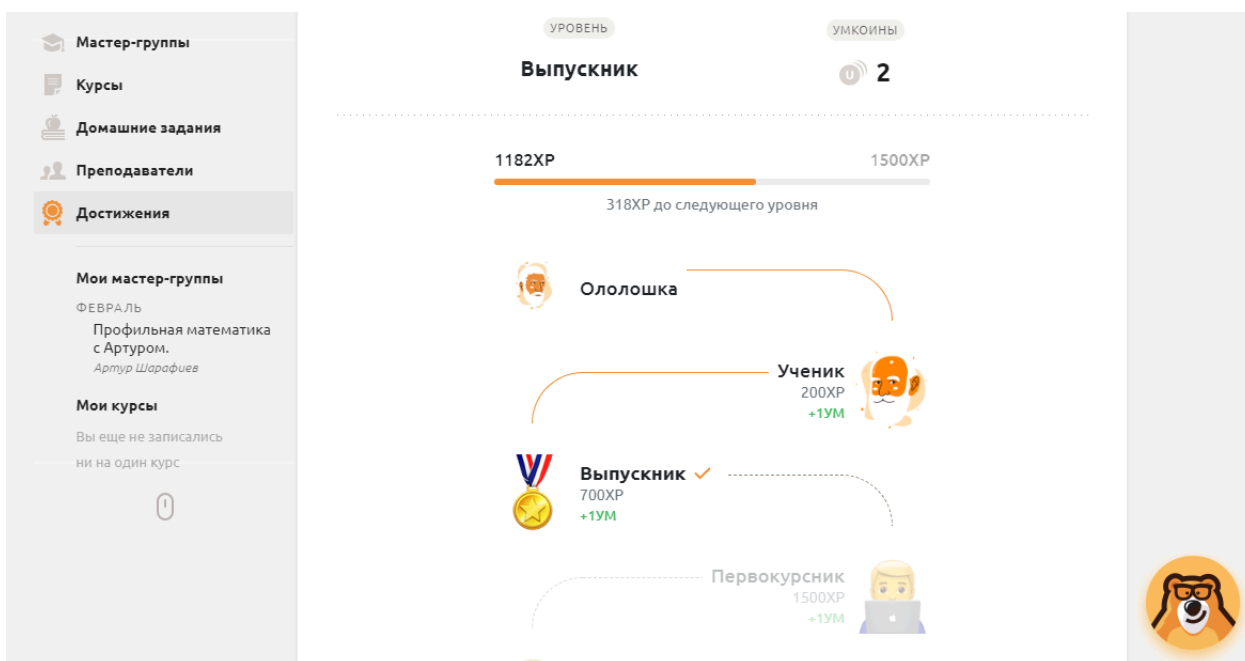 Мастер-группы
Курсы
Домашние задания
Преподаватели
Достижения
Мои мастер-группы
ФЕВРАЛЬ
Профильная математика
с Артуром.
Артур Шарафиев
Мои курсы
Вы еще не записались
ни на один курс
УРОВЕНЬ
Выпускник
УМКОИНЫ
U 2
1182XP 1500XP
318XP до следующего уровня
Ололошка
Ученик
200XP
+1УМ
Выпускник
700XP
+1УМ
Первокурсник
1500XP
+1УМ